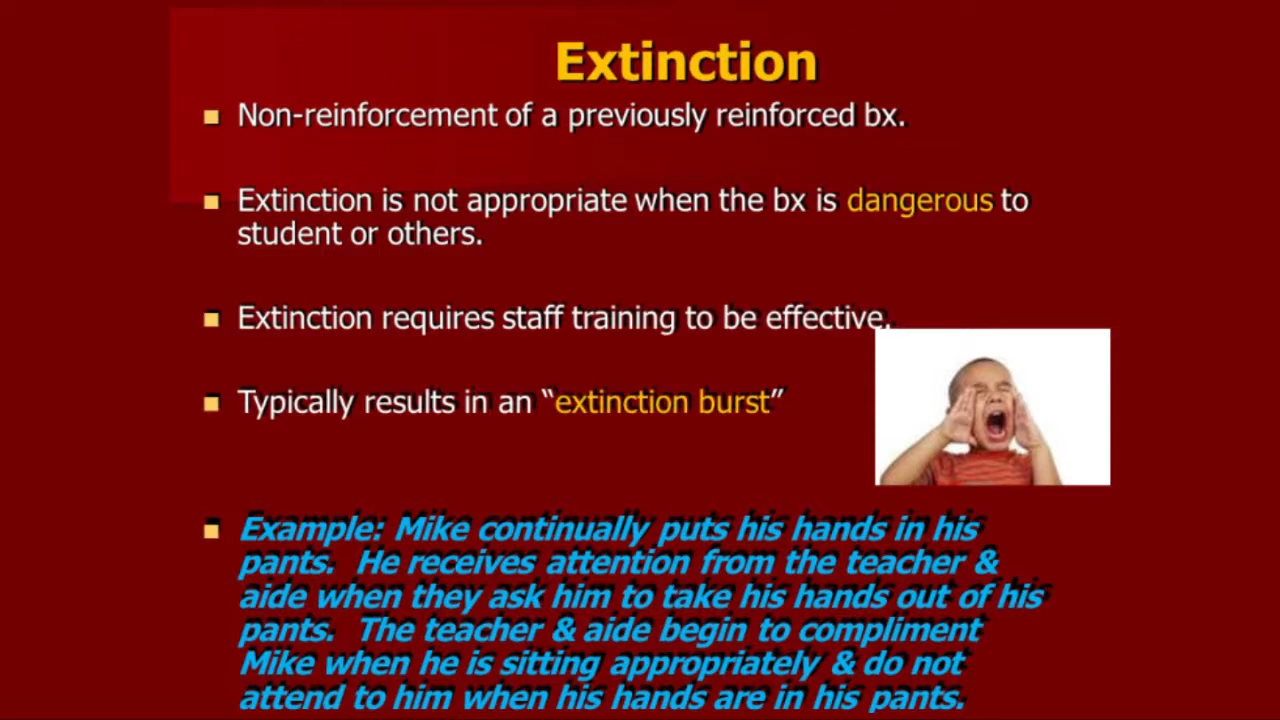 Extinction
Non-reinforcement of a previously reinforced bx.
Extinction is not appropriate when the bx is dangerous to
student or others.
Extinction requires staff training to be effective.
Typically results in an “extinction burst”
Example: Mike continually puts his hands in his
pants. He receives attention from the teacher &
aide when they ask him to take his hands out of his
pants. The teacher & aide begin to compliment
Mike when he is sitting appropriately & do not
attend to him when his hands are in his pants.